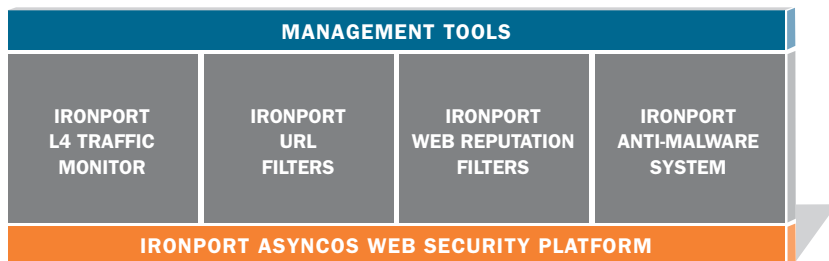 MANAGEMENT TOOLS
IRONPORT
L4 TRAFFIC
MONITOR
IRONPORT
URL
FILTERS
IRONPORT
WEB REPUTATION
FILTERS
IRONPORT
ANTI-MALWARE
SYSTEM
IRONPORT ASYNCOS WEB SECURITY PLATFORM